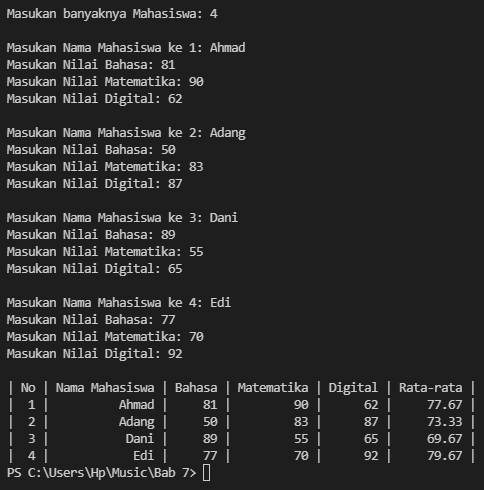 Masukan banyaknya Mahasiswa: 4
Masukan Nama Mahasiswa ke 1: Ahmad
Masukan Nilai Bahasa: 81
Masukan Nilai Matematika: 90
Masukan Nilai Digital: 62
Masukan Nama Mahasiswa ke 2: Adang
Masukan Nilai Bahasa: 50
Masukan Nilai Matematika: 83
Masukan Nilai Digital: 87
Masukan Nama Mahasiswa ke 3: Dani
Masukan Nilai Bahasa: 89
Masukan Nilai Matematika: 55
Masukan Nilai Digital: 65
Masukan Nama Mahasiswa ke 4: Edi
Masukan Nilai Bahasa: 77
Masukan Nilai Matematika: 70
Masukan Nilai Digital: 92
| No | Nama Mahasiswa | Bahasa | Matematika | Digital | Rata-rata |
| 1 | Ahmad | 81 | 90 | 62 | 77.67 |
| 2 | Adang | 50 | 83 | 87 | 73.33 |
| 3 | Dani | 89 | 55 | 65 | 69.67 |
| 4 | Edi | 77 | 70 | 92 | 79.67 |
PS C:\Users\Hp\Music\Bab 7>